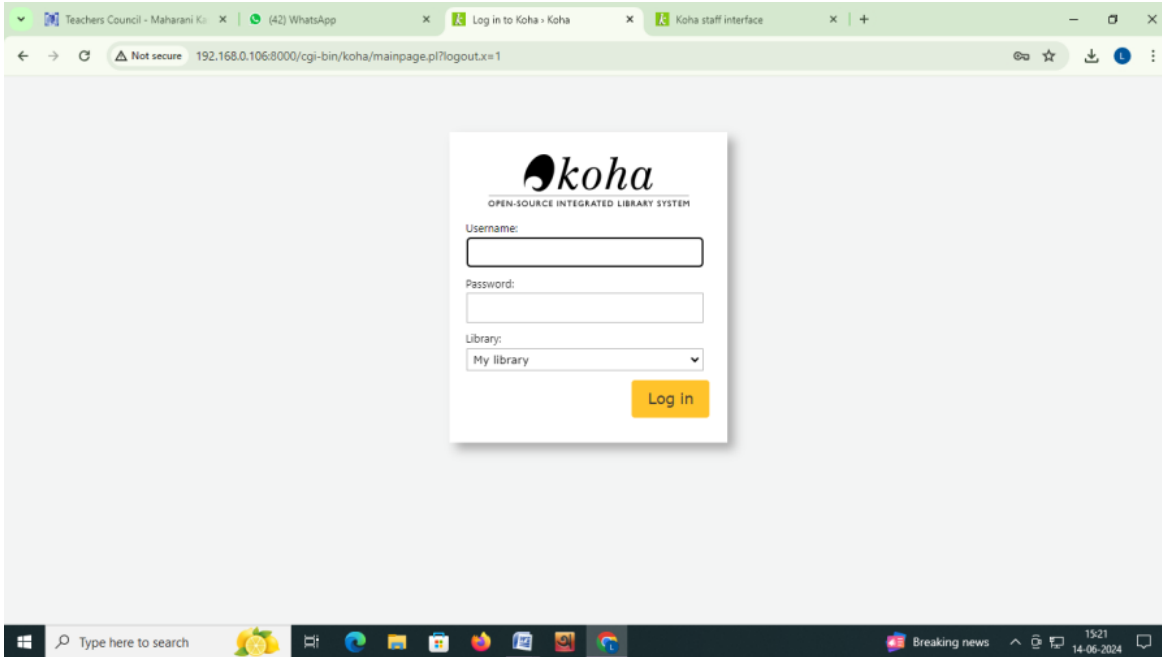 Teachers Council - Maharani Ka
(42) WhatsApp
Log in to Koha › Koha
Koha staff interface
Not secure
192.168.0.106:8000/cgi-bin/koha/mainpage.pl?logout.x=1
L
koha
OPEN-SOURCE INTEGRATED LIBRARY SYSTEM
Username:
Password:
Library:
My library
Log in
Type here to search
Breaking news
15:21
14-06-2024